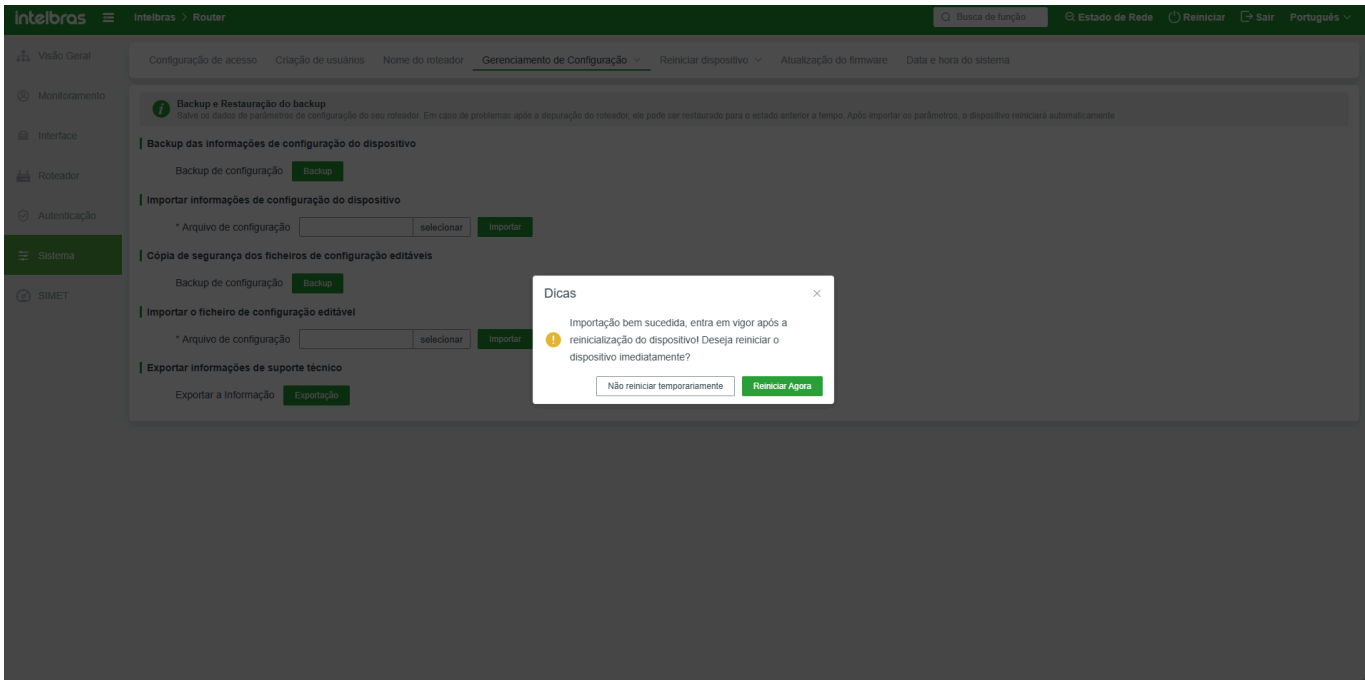 intelbras
Intelbras > Router
Busca de função
Estado de Rede
Reiniciar
Sair
Português
Visão Geral
Monitoramento
Interface
Roteador
Autenticação
Sistema
SIMET
Configuração de acesso
Criação de usuários
Nome do roteador
Gerenciamento de Configuração
Reiniciar dispositivo
Atualização do firmware
Data e hora do sistema
Backup e Restauração do backup
Salve os dados de parâmetros de configuração do seu roteador. Em caso de problemas após a depuração do roteador, ele pode ser restaurado para o estado anterior a tempo. Após importar os parâmetros, o dispositivo reiniciará automaticamente.
Backup das informações de configuração do dispositivo
Backup de configuração Backup
Importar informações de configuração do dispositivo
* Arquivo de configuração selecionar Importar
Cópia de segurança dos ficheiros de configuração editáveis
Backup de configuração Backup
Importar o ficheiro de configuração editável
* Arquivo de configuração selecionar Importar
Exportar informações de suporte técnico
Exportar a Informação Exportação
Dicas
Importação bem sucedida, entra em vigor após a
reinicialização do dispositivo! Deseja reiniciar o
dispositivo imediatamente?
Não reiniciar temporariamente
Reiniciar Agora